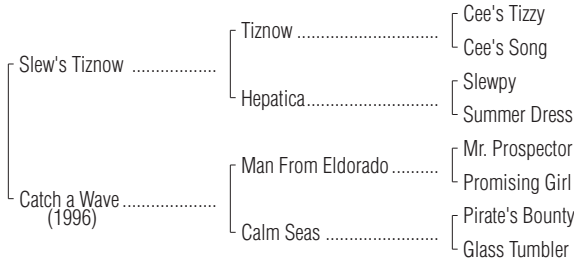 Cee's Tizzy
Tiznow ......................................
Cee's Song
Slew's Tiznow ..................
Slewpy
Hepatica...................................
Summer Dress
Mr. Prospector
Man From Eldorado ..........
Promising Girl
Catch a Wave ....................
(1996)
Pirate's Bounty
Calm Seas ..............................
Glass Tumbler